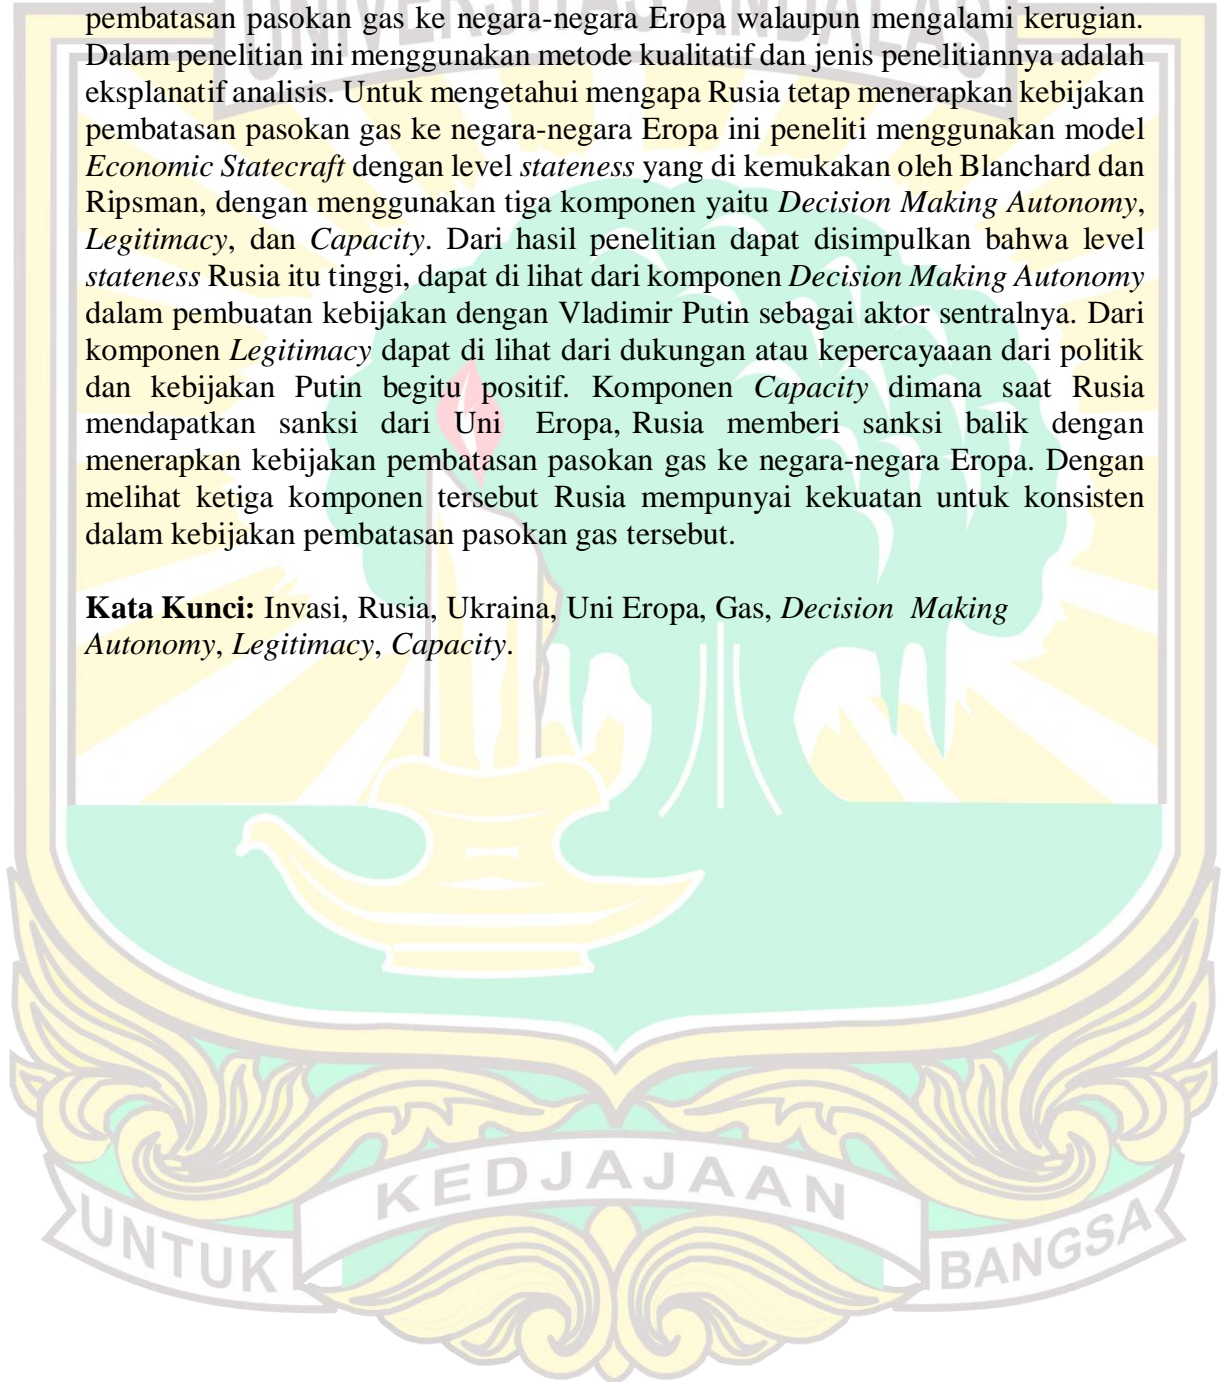 UNIVERSITAS ANDALAS
pembatasan pasokan gas ke negara-negara Eropa walaupun mengalami kerugian.
Dalam penelitian ini menggunakan metode kualitatif dan jenis penelitiannya adalah
eksplanatif analisis. Untuk mengetahui mengapa Rusia tetap menerapkan kebijakan
pembatasan pasokan gas ke negara-negara Eropa ini peneliti menggunakan model
Economic Statecraft dengan level stateness yang di kemukakan oleh Blanchard dan
Ripsman, dengan menggunakan tiga komponen yaitu Decision Making Autonomy,
Legitimacy, dan Capacity. Dari hasil penelitian dapat disimpulkan bahwa level
stateness Rusia itu tinggi, dapat di lihat dari komponen Decision Making Autonomy
dalam pembuatan kebijakan dengan Vladimir Putin sebagai aktor sentralnya. Dari
komponen Legitimacy dapat di lihat dari dukungan atau kepercayaaan dari politik
dan kebijakan Putin begitu positif. Komponen Capacity dimana saat Rusia
mendapatkan sanksi dari Uni Eropa, Rusia memberi sanksi balik dengan
menerapkan kebijakan pembatasan pasokan gas ke negara-negara Eropa. Dengan
melihat ketiga komponen tersebut Rusia mempunyai kekuatan untuk konsisten
dalam kebijakan pembatasan pasokan gas tersebut.
Kata Kunci: Invasi, Rusia, Ukraina, Uni Eropa, Gas, Decision Making
Autonomy, Legitimacy, Capacity.
UNTUK KEDJAJAAN BANGSA